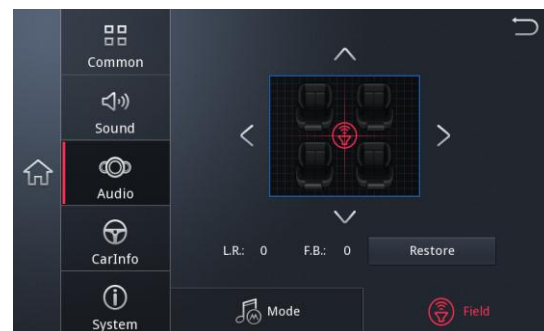 Common
Sound
Audio
CarInfo
System
L.R.: 0 F.B.: 0 Restore
Mode Field